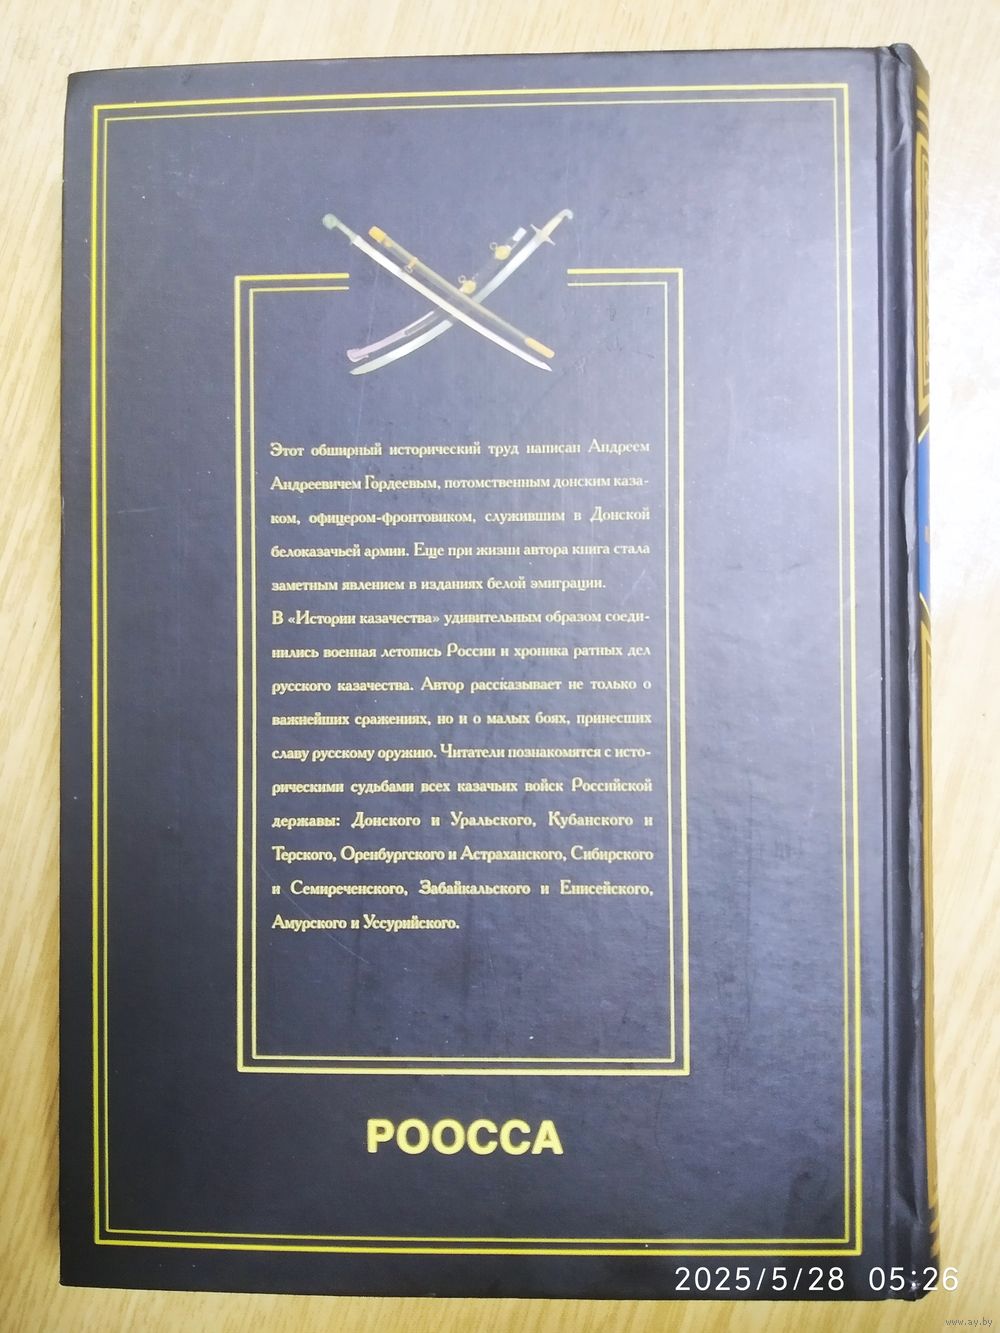 Этот обширный исторический труд написан Андреем
Андреевичем Гордеевым, потомственным донским каза-
ком, офицером-фронтовиком, служившим в Донской
белоказачьей армии. Еще при жизни автора книга стала
заметным явлением в изданиях белой эмиграции.
В «Истории казачества» удивительным образом соеди-
нились военная летопись России и хроника ратных дел
русского казачества. Автор рассказывает не только о
важнейших сражениях, но и о малых боях, принесших
славу русскому оружию. Читатели познакомятся с исто-
рическими судьбами всех казачьих войск Российской
державы: Донского и Уральского, Кубанского и
Терского, Оренбургского и Астраханского, Сибирского
и Семиреченского, Забайкальского и Енисейского,
Амурского и Уссурийского.
РООССА
2025/5/28 05:26
www.ay.by